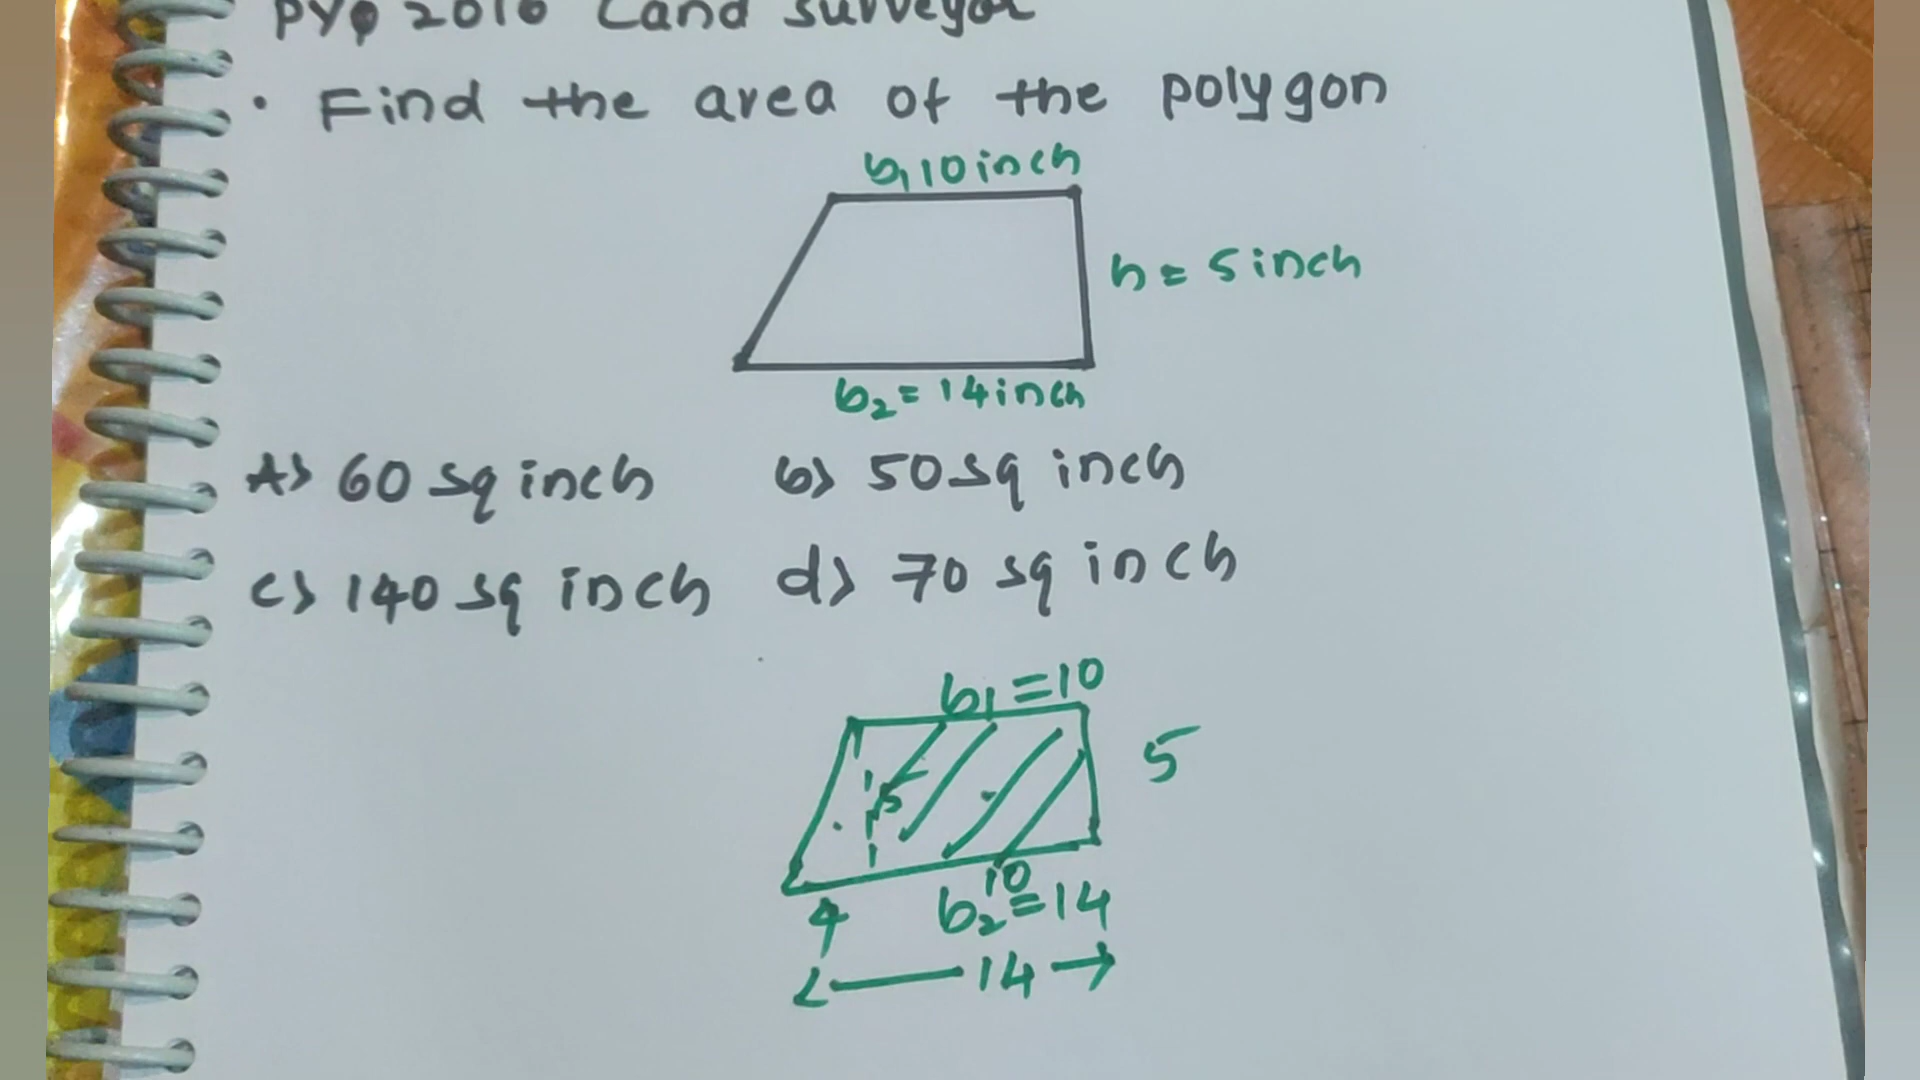 PYQ 2016 Land surveyor
• Find the area of the polygon
b1 10 inch
h = 5 inch
b2 = 14 inch
A) 60 sq inch b) 50 sq inch
c) 140 sq inch d) 70 sq inch
b1 = 10
5
5
10
4 b2 = 14
14